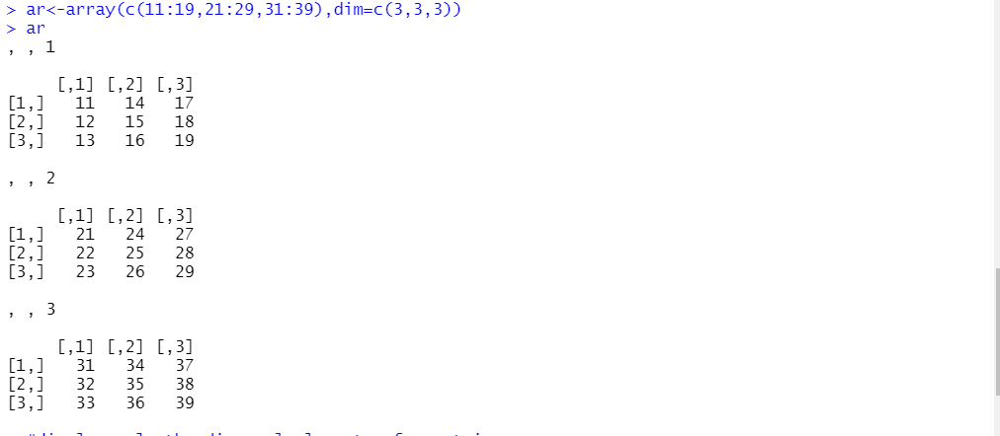 > ar<-array(c(11:19,21:29,31:39),dim=c(3,3,3))
> ar
, , 1
     [,1] [,2] [,3]
[1,]   11   14   17
[2,]   12   15   18
[3,]   13   16   19
, , 2
     [,1] [,2] [,3]
[1,]   21   24   27
[2,]   22   25   28
[3,]   23   26   29
, , 3
     [,1] [,2] [,3]
[1,]   31   34   37
[2,]   32   35   38
[3,]   33   36   39